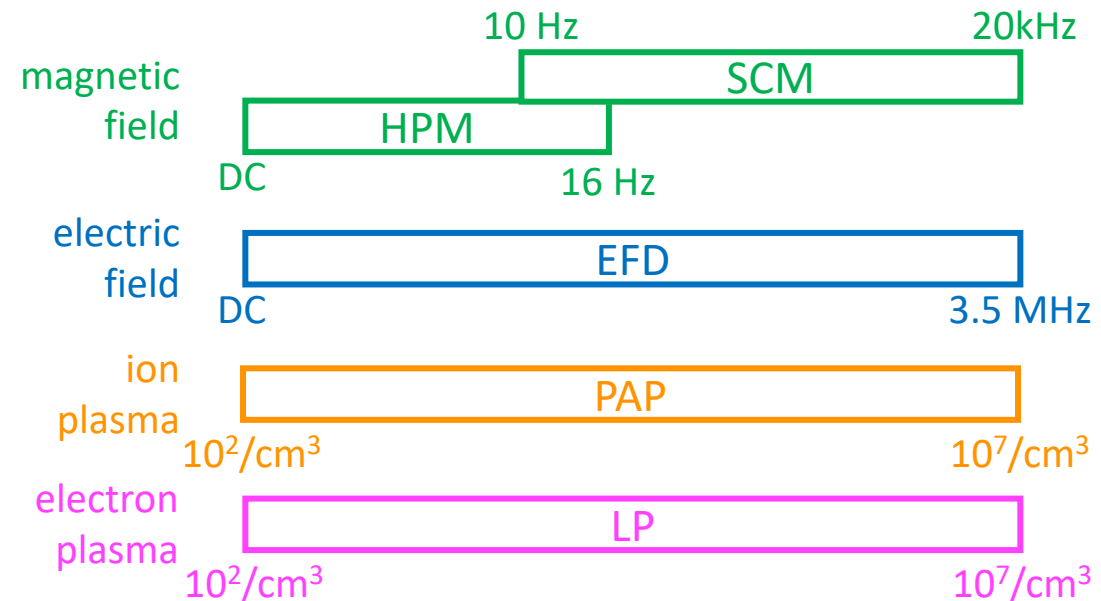 10 Hz
20kHz
magnetic
field
SCM
HPM
DC
16 Hz
electric
field
EFD
DC
3.5 MHz
ion
plasma
PAP
10²/cm³
10⁷/cm³
electron
plasma
LP
10²/cm³
10⁷/cm³